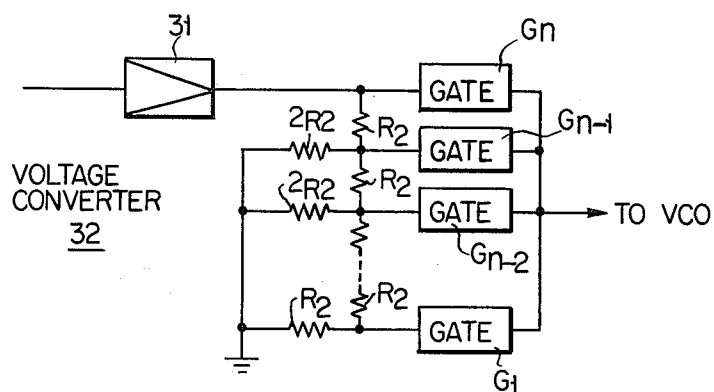 31
Gn
GATE
2R2
R2
GATE
Gn-1
VOLTAGE
CONVERTER
32
2R2
R2
GATE
TO VCO
Gn-2
R2
R2
GATE
G1